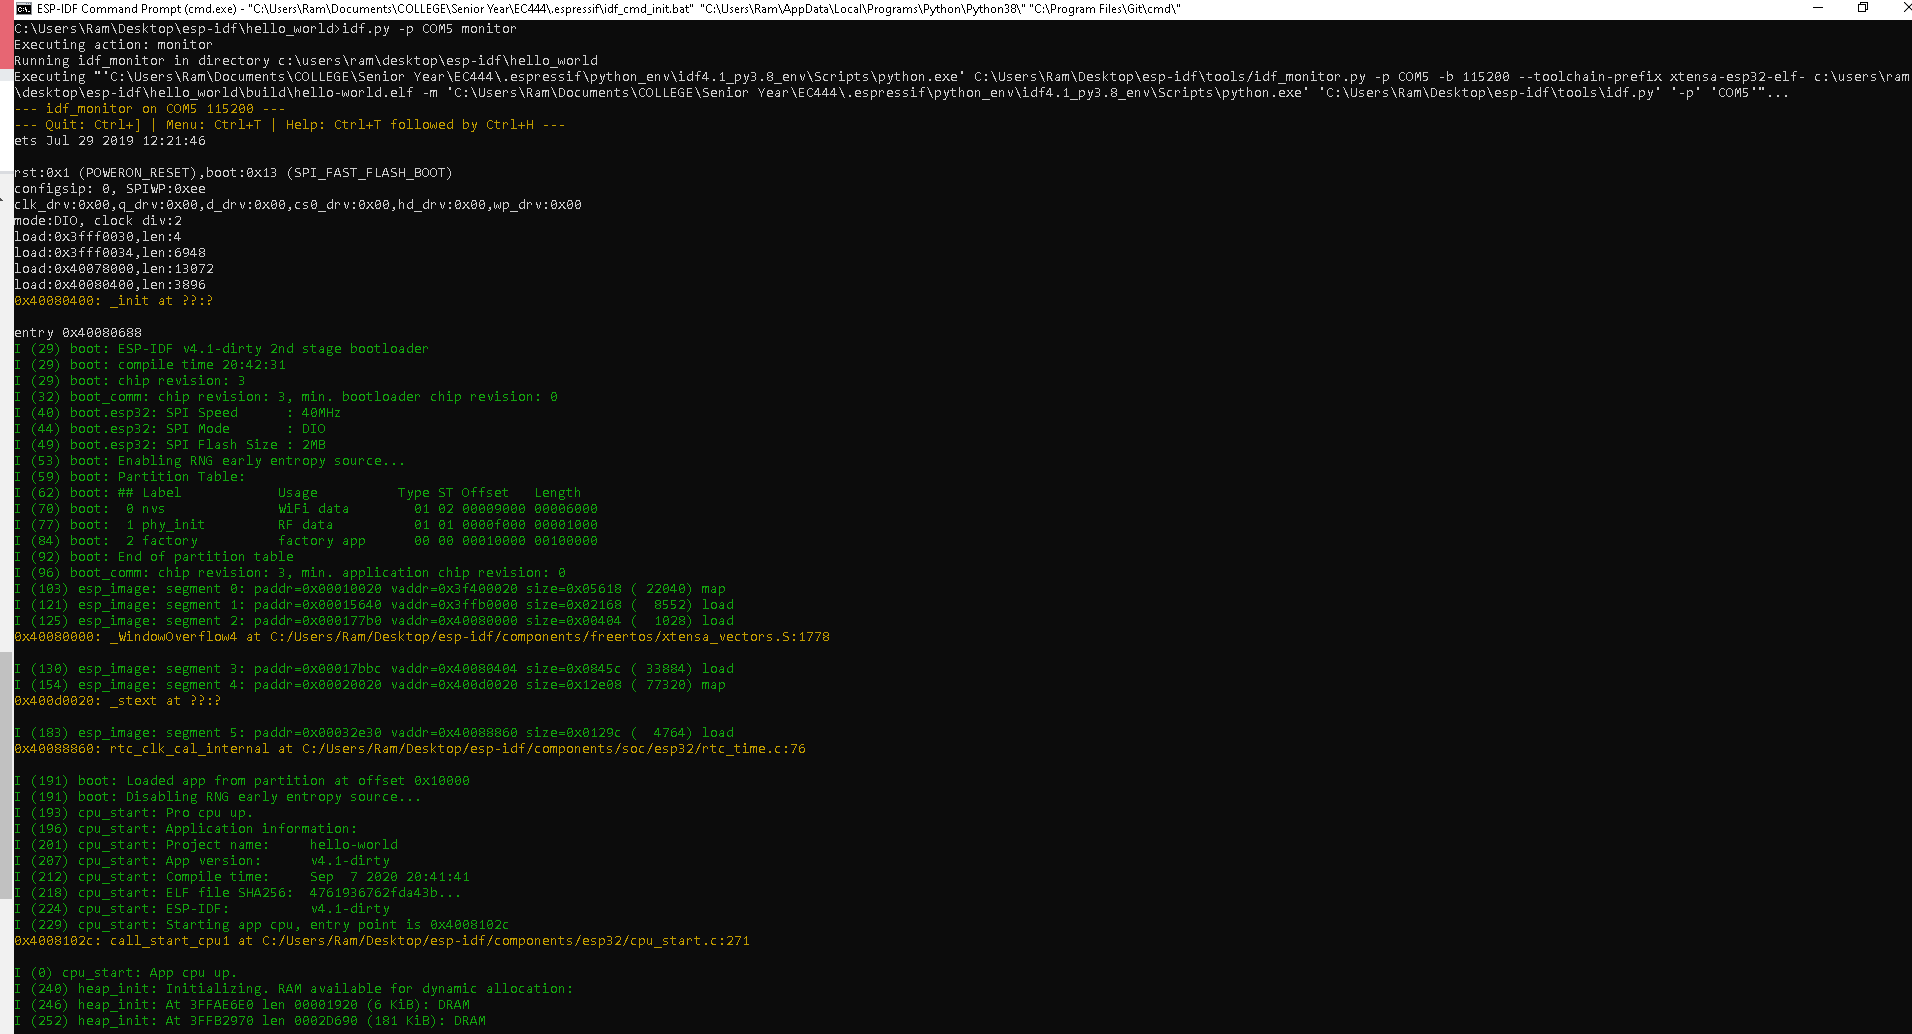 ESP-IDF Command Prompt (cmd.exe) - "C:\Users\Ram\Documents\COLLEGE\Senior Year\EC444\.espressif\idf_cmd_init.bat"  "C:\Users\Ram\AppData\Local\Programs\Python\Python38\" "C:\Program Files\Git\cmd\"
C:\Users\Ram\Desktop\esp-idf\hello_world>idf.py -p COM5 monitor
Executing action: monitor
Running idf_monitor in directory c:\users\ram\desktop\esp-idf\hello_world
Executing "'C:\Users\Ram\Documents\COLLEGE\Senior Year\EC444\.espressif\python_env\idf4.1_py3.8_env\Scripts\python.exe' C:\Users\Ram\Desktop\esp-idf\tools/idf_monitor.py -p COM5 -b 115200 --toolchain-prefix xtensa-esp32-elf- c:\users\ram
\desktop\esp-idf\hello_world\build\hello-world.elf -m 'C:\Users\Ram\Documents\COLLEGE\Senior Year\EC444\.espressif\python_env\idf4.1_py3.8_env\Scripts\python.exe' 'C:\Users\Ram\Desktop\esp-idf\tools\idf.py' '-p' 'COM5'"...
--- idf_monitor on COM5 115200 ---
--- Quit: Ctrl+] | Menu: Ctrl+T | Help: Ctrl+T followed by Ctrl+H ---
ets Jul 29 2019 12:21:46
rst:0x1 (POWERON_RESET),boot:0x13 (SPI_FAST_FLASH_BOOT)
configsip: 0, SPIWP:0xee
clk_drv:0x00,q_drv:0x00,d_drv:0x00,cs0_drv:0x00,hd_drv:0x00,wp_drv:0x00
mode:DIO, clock div:2
load:0x3fff0030,len:4
load:0x3fff0034,len:6948
load:0x40078000,len:13072
load:0x40080400,len:3896
0x40080400: _init at ??:?
entry 0x40080688
I (29) boot: ESP-IDF v4.1-dirty 2nd stage bootloader
I (29) boot: compile time 20:42:31
I (29) boot: chip revision: 3
I (32) boot_comm: chip revision: 3, min. bootloader chip revision: 0
I (40) boot.esp32: SPI Speed      : 40MHz
I (44) boot.esp32: SPI Mode       : DIO
I (49) boot.esp32: SPI Flash Size : 2MB
I (53) boot: Enabling RNG early entropy source...
I (59) boot: Partition Table:
I (62) boot: ## Label            Usage          Type ST Offset   Length
I (70) boot:  0 nvs              WiFi data        01 02 00009000 00006000
I (77) boot:  1 phy_init         RF data          01 01 0000f000 00001000
I (84) boot:  2 factory          factory app      00 00 00010000 00100000
I (92) boot: End of partition table
I (96) boot_comm: chip revision: 3, min. application chip revision: 0
I (103) esp_image: segment 0: paddr=0x00010020 vaddr=0x3f400020 size=0x05618 ( 22040) map
I (121) esp_image: segment 1: paddr=0x00015640 vaddr=0x3ffb0000 size=0x02168 (  8552) load
I (125) esp_image: segment 2: paddr=0x000177b0 vaddr=0x40080000 size=0x00404 (  1028) load
0x40080000: _WindowOverflow4 at C:/Users/Ram/Desktop/esp-idf/components/freertos/xtensa_vectors.S:1778
I (130) esp_image: segment 3: paddr=0x00017bbc vaddr=0x40080404 size=0x0845c ( 33884) load
I (154) esp_image: segment 4: paddr=0x00020020 vaddr=0x400d0020 size=0x12e08 ( 77320) map
0x400d0020: _stext at ??:?
I (183) esp_image: segment 5: paddr=0x00032e30 vaddr=0x40088860 size=0x0129c (  4764) load
0x40088860: rtc_clk_cal_internal at C:/Users/Ram/Desktop/esp-idf/components/soc/esp32/rtc_time.c:76
I (191) boot: Loaded app from partition at offset 0x10000
I (191) boot: Disabling RNG early entropy source...
I (193) cpu_start: Pro cpu up.
I (196) cpu_start: Application information:
I (201) cpu_start: Project name:     hello-world
I (207) cpu_start: App version:      v4.1-dirty
I (212) cpu_start: Compile time:     Sep  7 2020 20:41:41
I (218) cpu_start: ELF file SHA256:  4761936762fda43b...
I (224) cpu_start: ESP-IDF:          v4.1-dirty
I (229) cpu_start: Starting app cpu, entry point is 0x4008102c
0x4008102c: call_start_cpu1 at C:/Users/Ram/Desktop/esp-idf/components/esp32/cpu_start.c:271
I (0) cpu_start: App cpu up.
I (240) heap_init: Initializing. RAM available for dynamic allocation:
I (246) heap_init: At 3FFAE6E0 len 00001920 (6 KiB): DRAM
I (252) heap_init: At 3FFB2970 len 0002D690 (181 KiB): DRAM